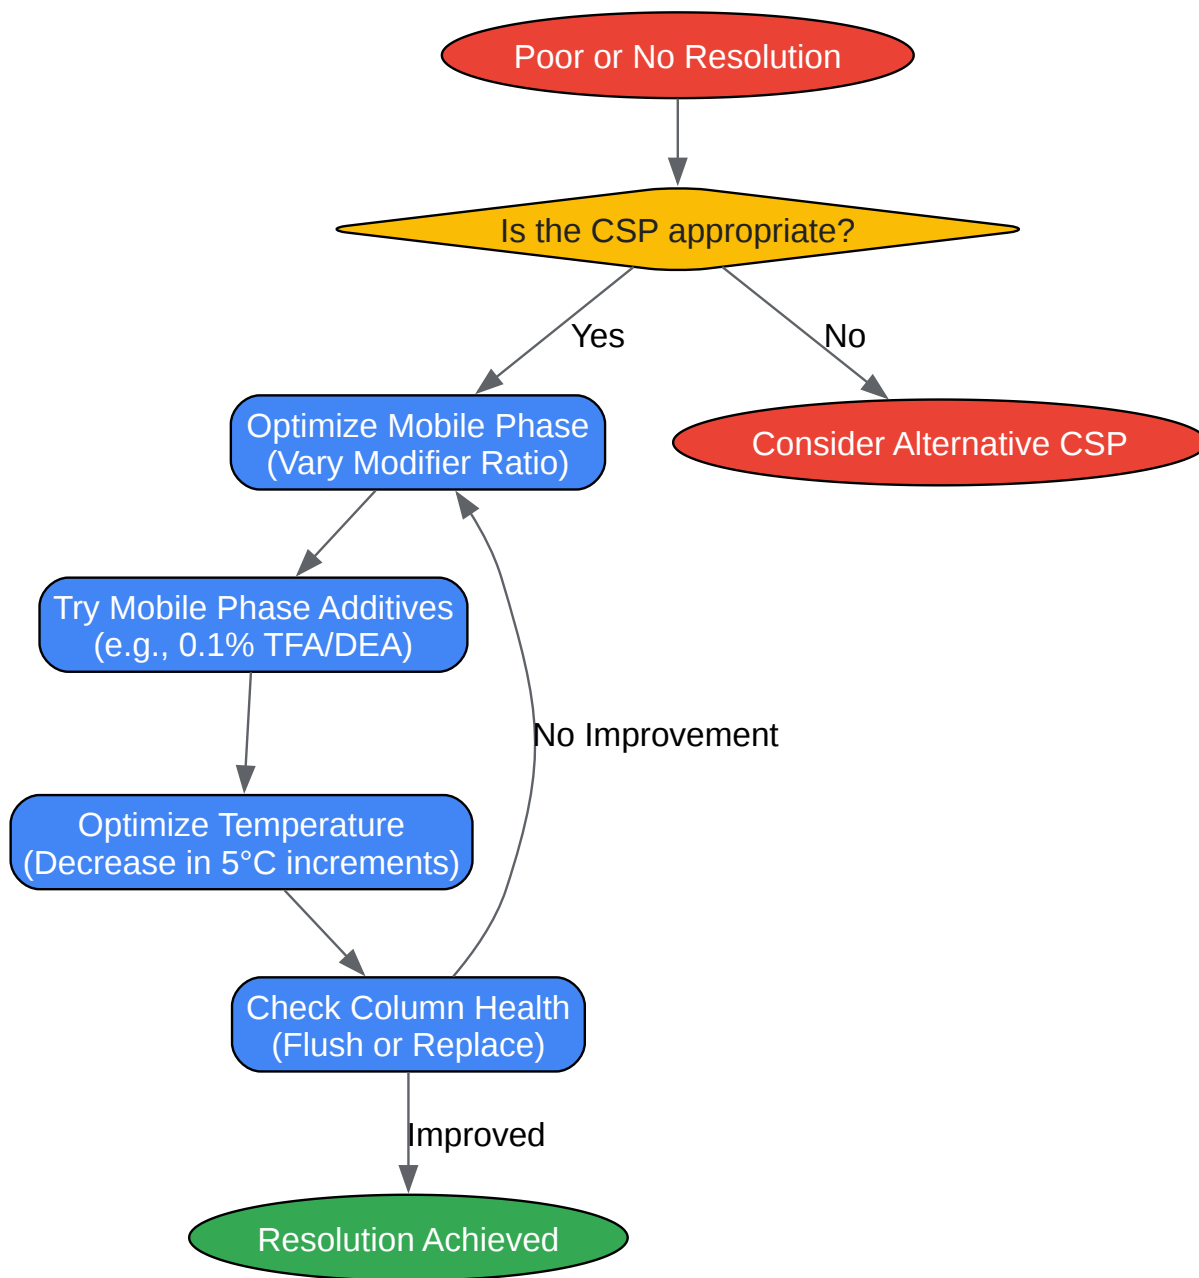 Poor or No Resolution
Is the CSP appropriate?
Yes
No
Optimize Mobile Phase
(Vary Modifier Ratio)
Consider Alternative CSP
Try Mobile Phase Additives
(e.g., 0.1% TFA/DEA)
No Improvement
Optimize Temperature
(Decrease in 5°C increments)
Check Column Health
(Flush or Replace)
Improved
Resolution Achieved